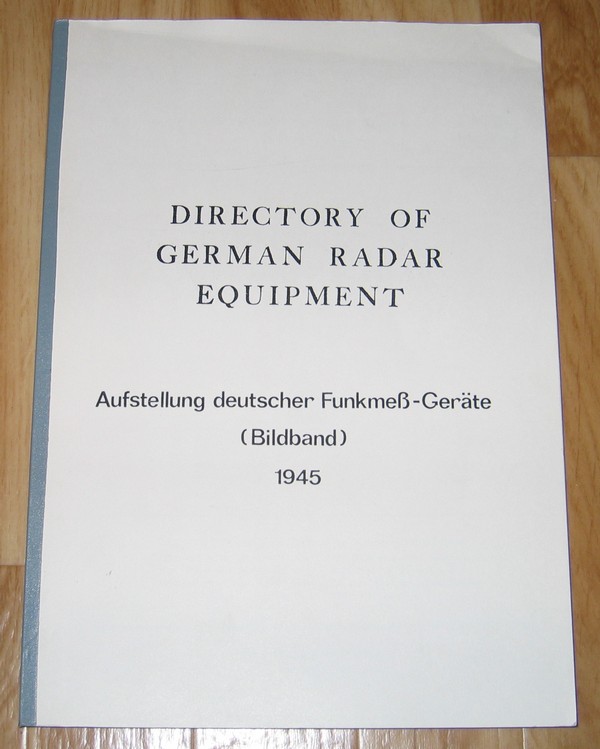 DIRECTORY OF
GERMAN RADAR
EQUIPMENT
Aufstellung deutscher Funkmeß-Geräte
(Bildband)
1945